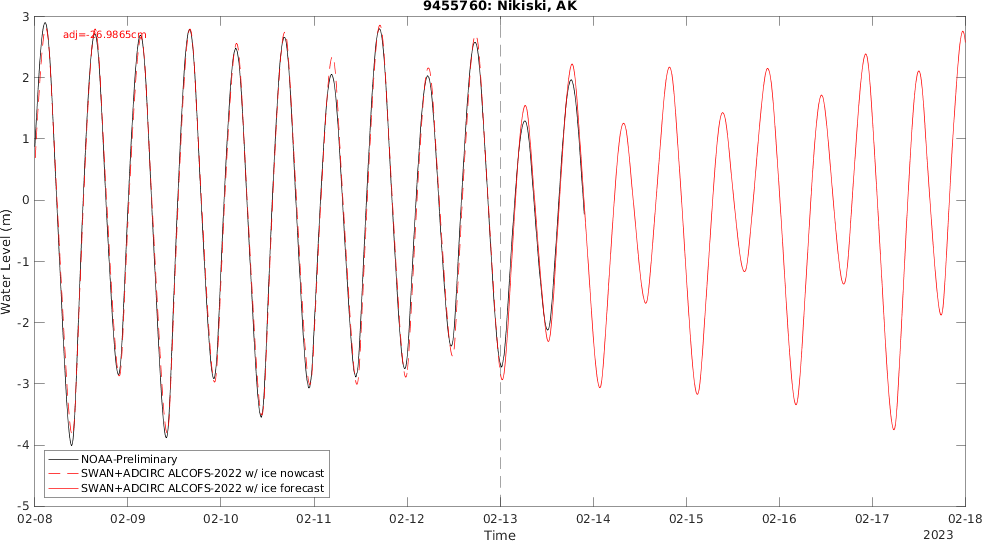 9455760: Nikiski, AK
adj=-26.9865cm
3
2
1
0
-1
-2
-3
-4
-5
Water Level (m)
NOAA-Preliminary
SWAN+ADCIRC ALCOFS-2022 w/ ice nowcast
SWAN+ADCIRC ALCOFS-2022 w/ ice forecast
02-08 02-09 02-10 02-11 02-12 02-13 02-14 02-15 02-16 02-17 02-18
Time
2023